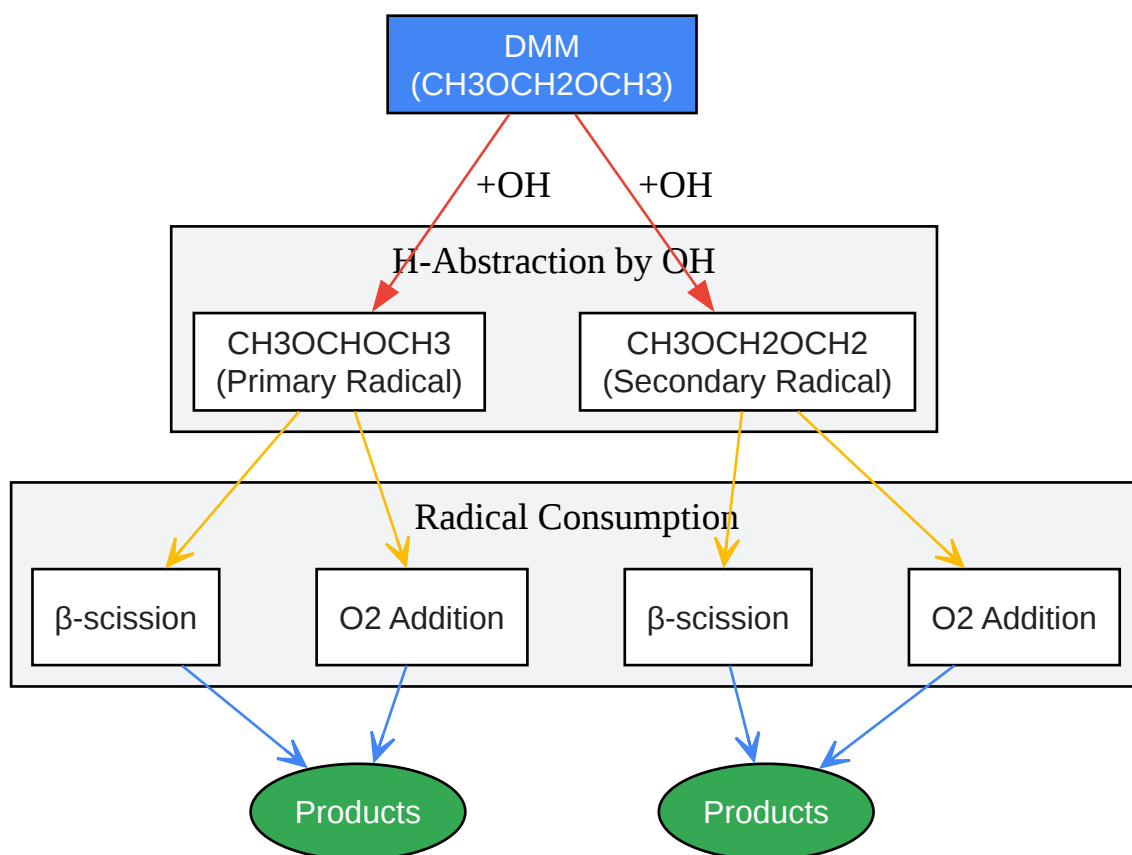 DMM
(CH3OCH2OCH3)
+OH
+OH
H-Abstraction by OH
CH3OCHOCH3
(Primary Radical)
CH3OCH2OCH2
(Secondary Radical)
Radical Consumption
β-scission
O2 Addition
β-scission
O2 Addition
Products
Products